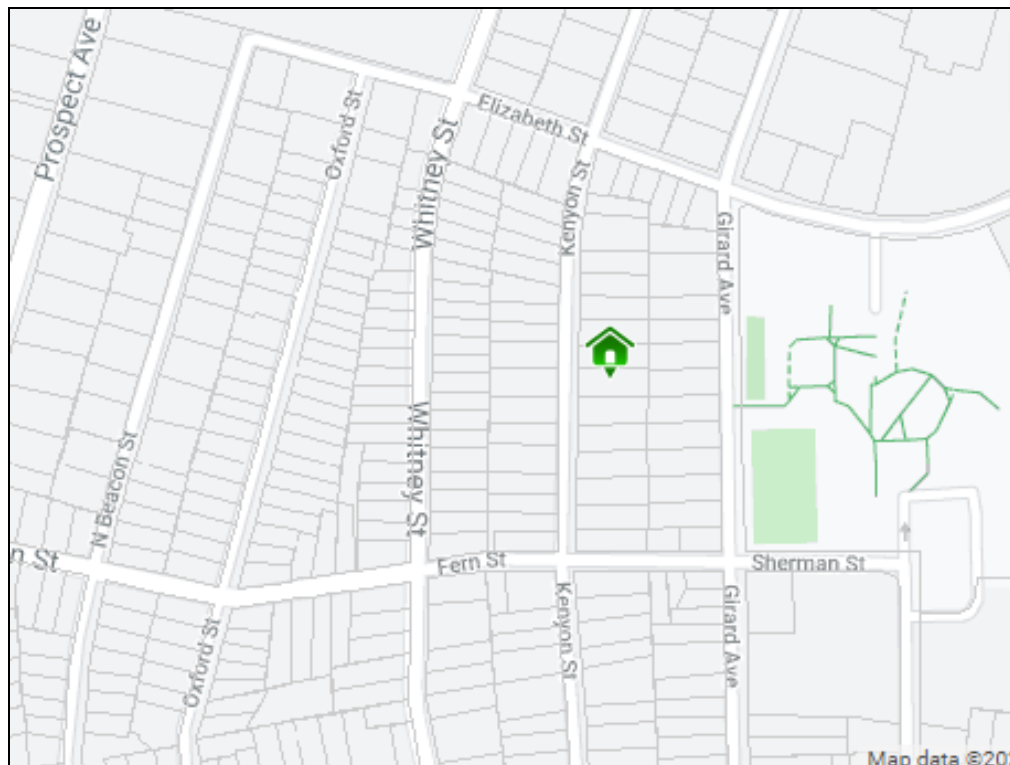 Prospect Ave
Oxford St
Whitney St
Elizabeth St
Kenyon St
Girard Ave
Whitney St
N Beacon St
n St
Fern St
Sherman St
Oxford St
Kenyon St
Girard Ave
Map data ©20